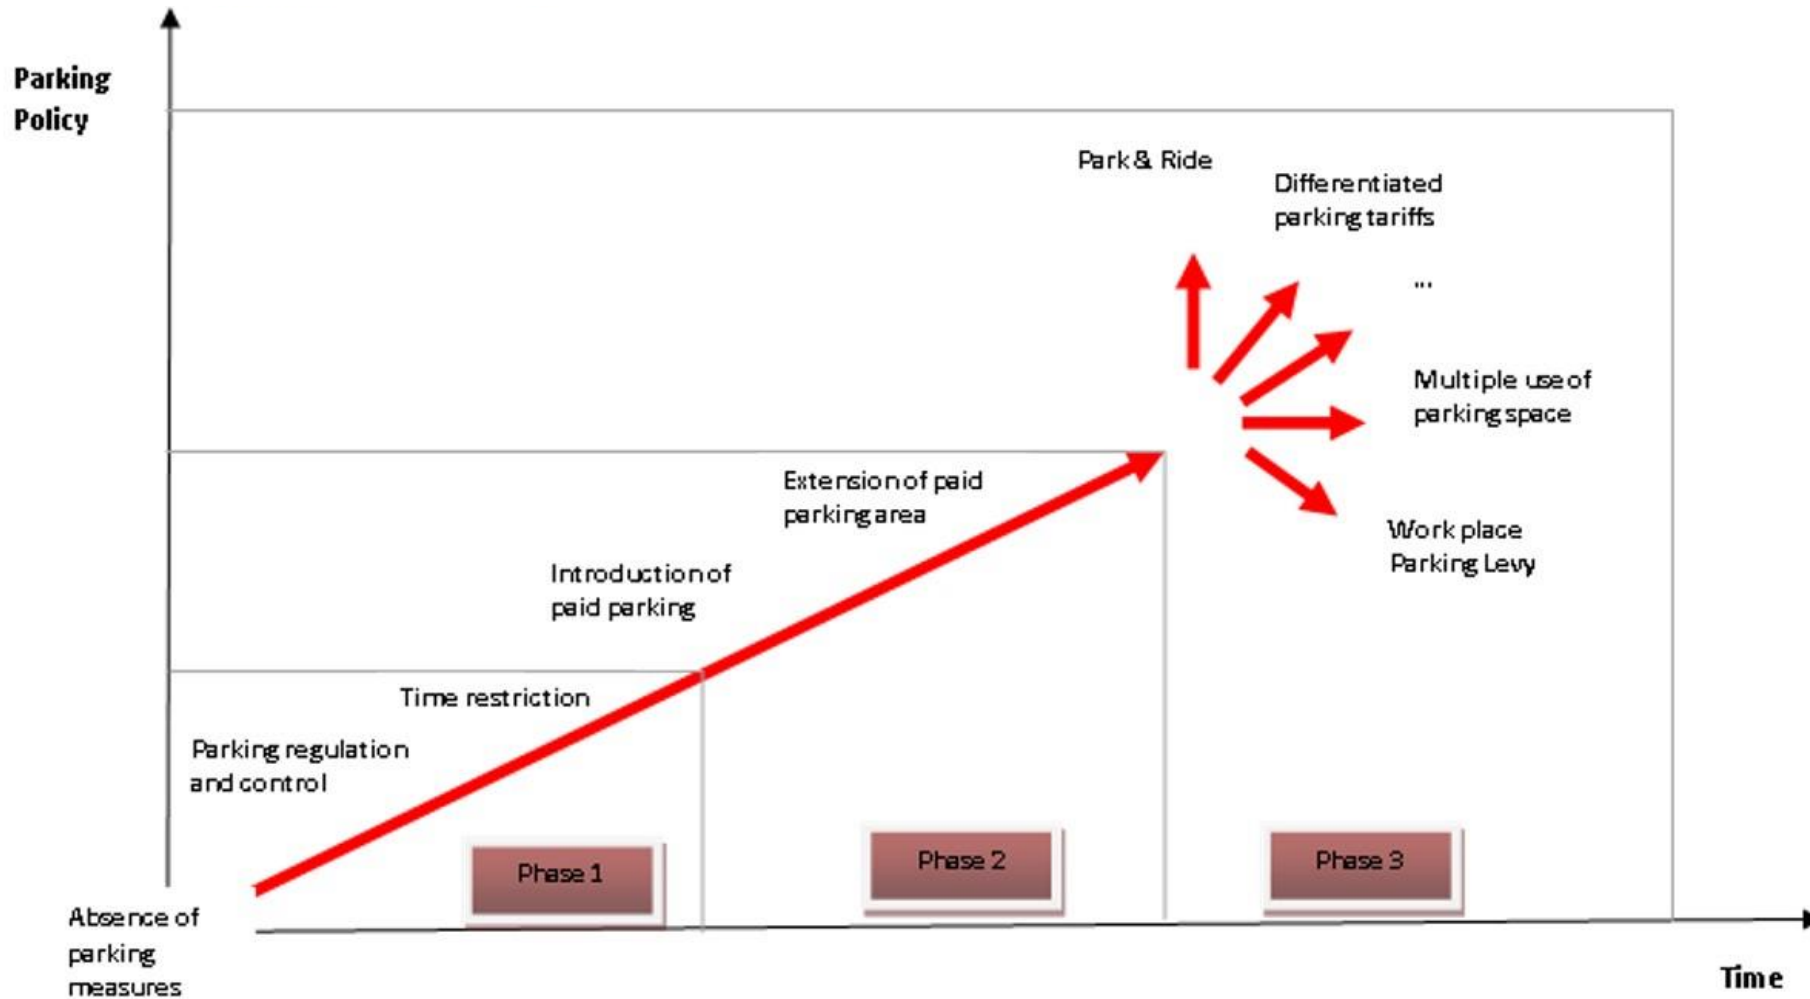 Parking
Policy
Park & Ride
Differentiated
parking tariffs
...
Multiple use of
parking space
Work place
Parking Levy
Extension of paid
parking area
Introduction of
paid parking
Time restriction
Parking regulation
and control
Phase 1
Phase 2
Phase 3
Absence of
parking
measures
Time